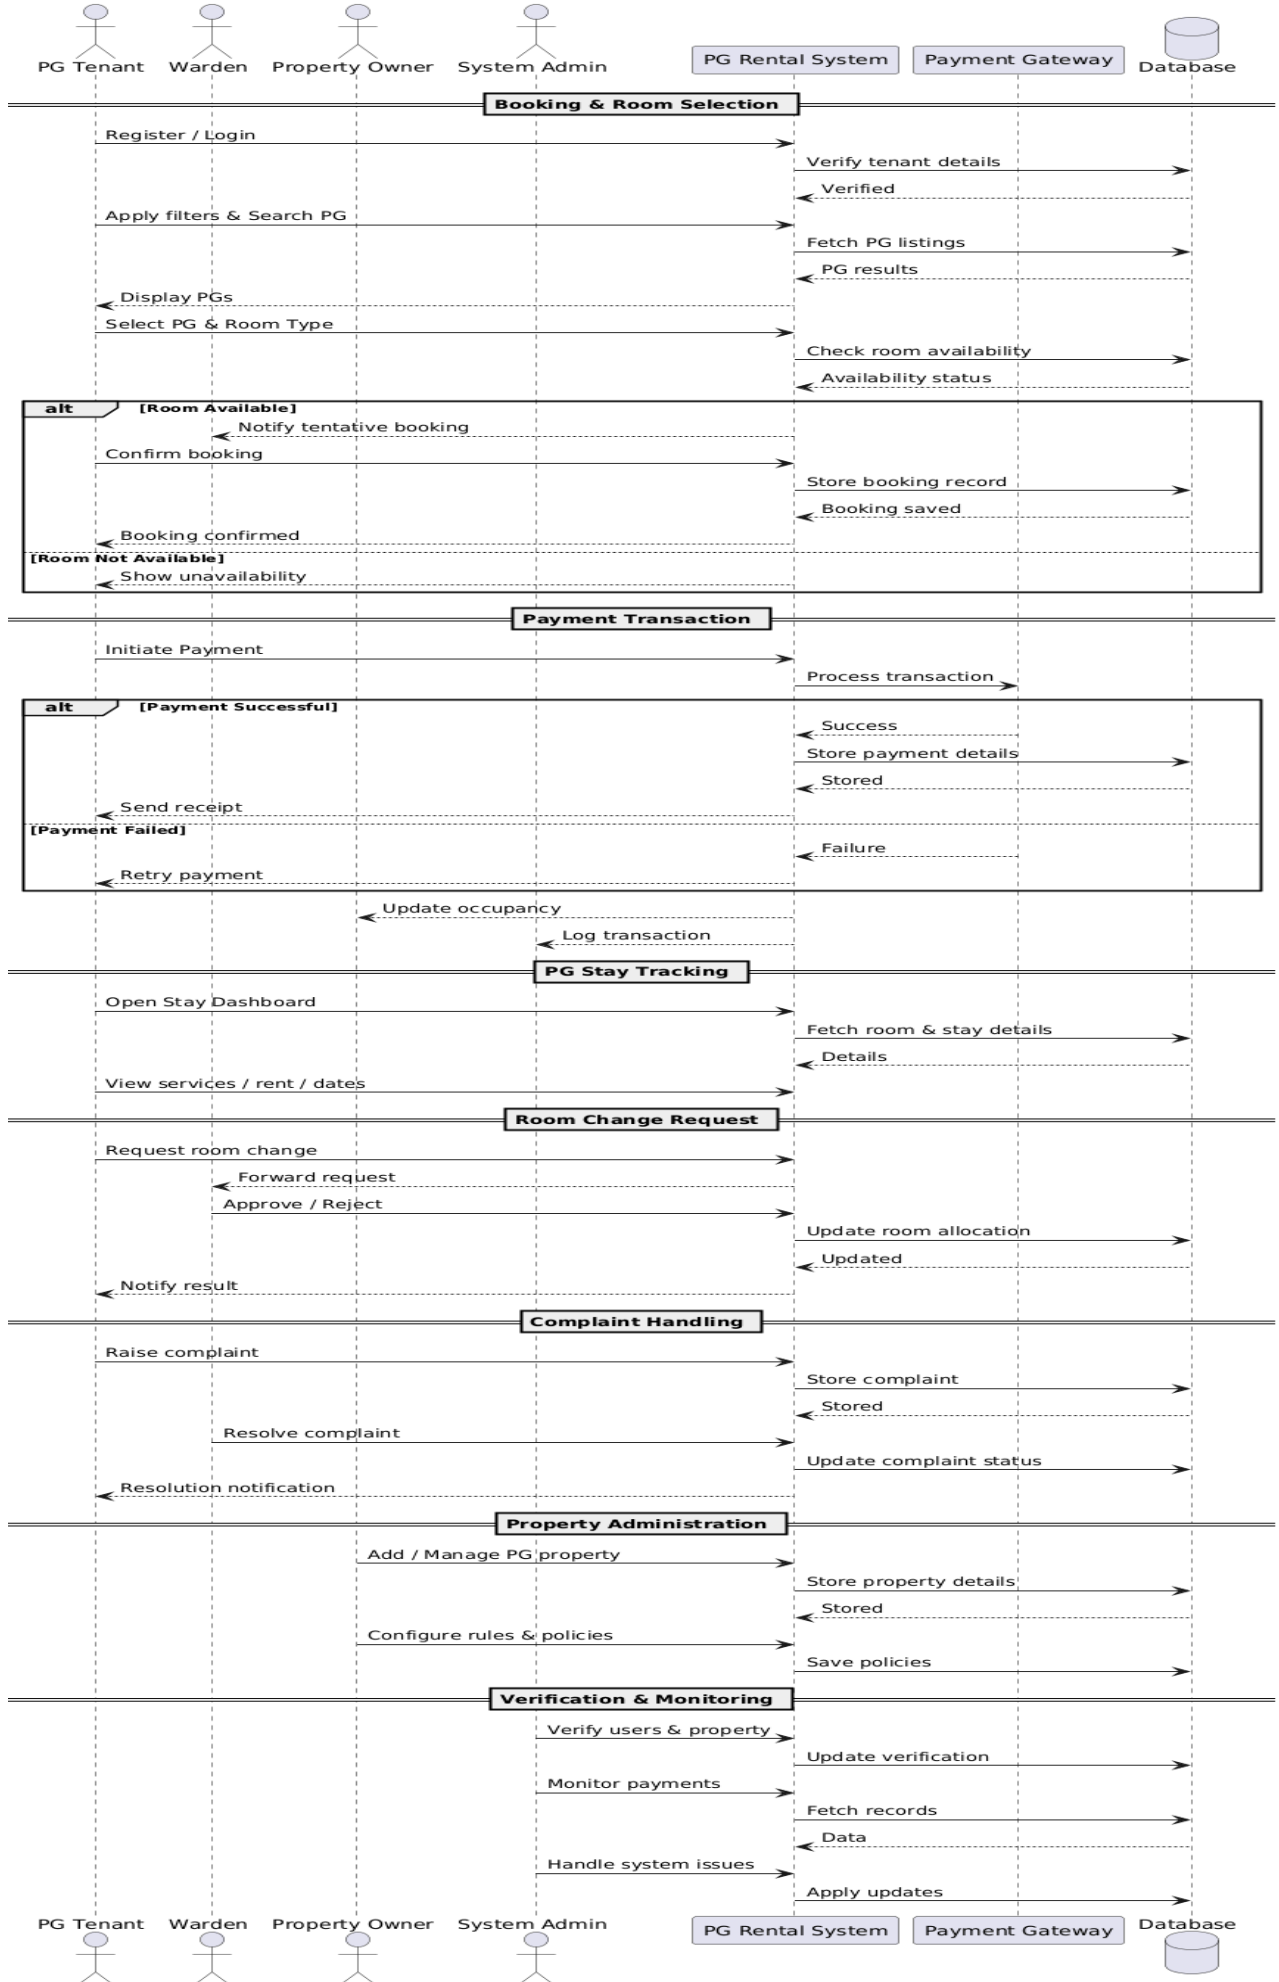 PG Tenant
Warden
Property Owner
System Admin
PG Rental System
Payment Gateway
Database
Booking & Room Selection
Register / Login
Verify tenant details
Verified
Apply filters & Search PG
Fetch PG listings
PG results
Display PGs
Select PG & Room Type
Check room availability
Availability status
alt
[Room Available]
Notify tentative booking
Confirm booking
Store booking record
Booking saved
Booking confirmed
[Room Not Available]
Show unavailability
Payment Transaction
Initiate Payment
Process transaction
alt
[Payment Successful]
Success
Store payment details
Stored
Send receipt
[Payment Failed]
Failure
Retry payment
Update occupancy
Log transaction
PG Stay Tracking
Open Stay Dashboard
Fetch room & stay details
Details
View services / rent / dates
Room Change Request
Request room change
Forward request
Approve / Reject
Update room allocation
Updated
Notify result
Complaint Handling
Raise complaint
Store complaint
Stored
Resolve complaint
Update complaint status
Resolution notification
Property Administration
Add / Manage PG property
Store property details
Stored
Configure rules & policies
Save policies
Verification & Monitoring
Verify users & property
Update verification
Monitor payments
Fetch records
Data
Handle system issues
Apply updates
PG Tenant
Warden
Property Owner
System Admin
PG Rental System
Payment Gateway
Database